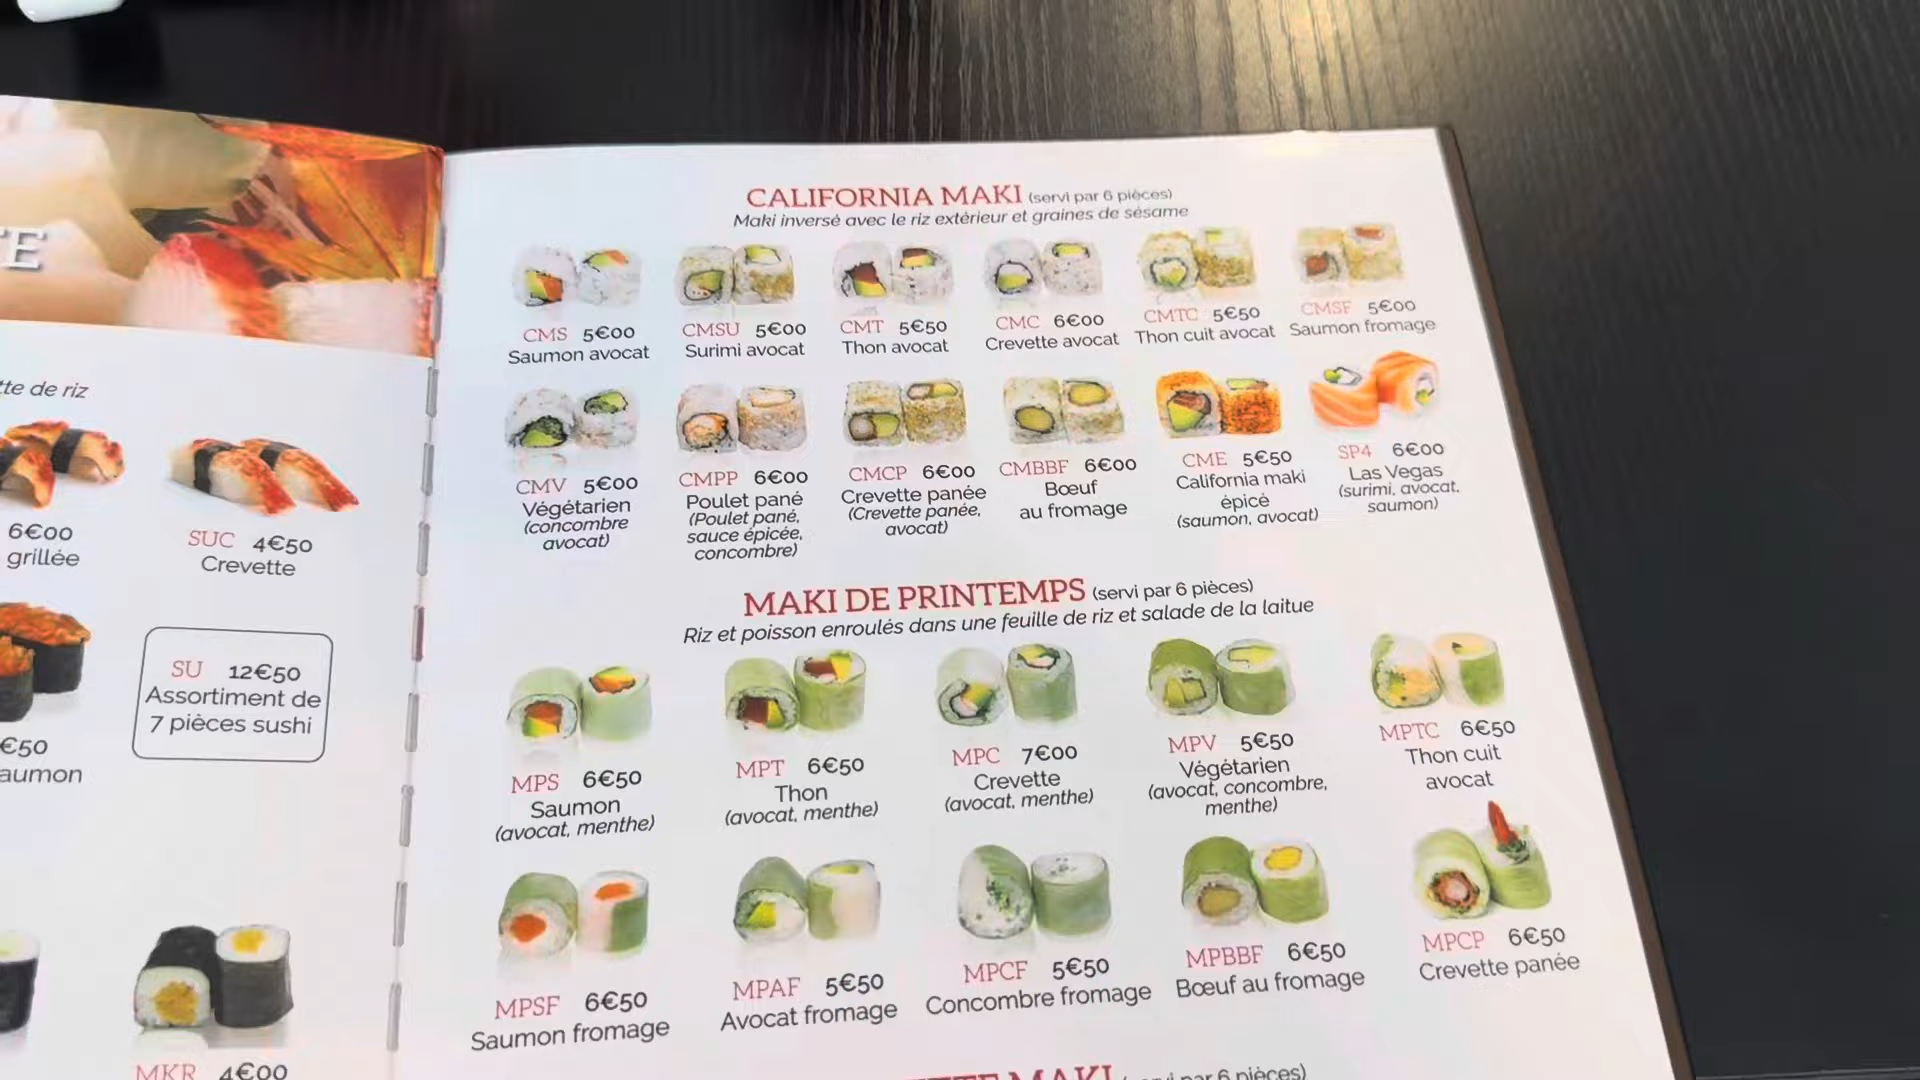 TE
tte de riz
6€00
grillée
SUC 4€50
Crevette
€50
aumon
SU 12€50
Assortiment de
7 pièces sushi
MKR 4€00
CALIFORNIA MAKI (servi par 6 pièces)
Maki inversé avec le riz extérieur et graines de sésame
CMS 5€00
Saumon avocat
CMSU 5€00
Surimi avocat
CMT 5€50
Thon avocat
CMC 6€00
Crevette avocat
CMTC 5€50
Thon cuit avocat
CMSF 5€00
Saumon fromage
CMV 5€00
Végétarien
(concombre
avocat)
CMPP 6€00
Poulet pané
(Poulet pané,
sauce épicée,
concombre)
CMCP 6€00
Crevette panée
(Crevette panée,
avocat)
CMBBF 6€00
Bœuf
au fromage
CME 5€50
California maki
épicé
(saumon, avocat)
SP4 6€00
Las Vegas
(surimi, avocat,
saumon)
MAKI DE PRINTEMPS (servi par 6 pièces)
Riz et poisson enroulés dans une feuille de riz et salade de la laitue
MPS 6€50
Saumon
(avocat, menthe)
MPT 6€50
Thon
(avocat, menthe)
MPC 7€00
Crevette
(avocat, menthe)
MPV 5€50
Végétarien
(avocat, concombre,
menthe)
MPTC 6€50
Thon cuit
avocat
MPSF 6€50
Saumon fromage
MPAF 5€50
Avocat fromage
MPCF 5€50
Concombre fromage
MPBBF 6€50
Bœuf au fromage
MPCP 6€50
Crevette panée
MAKI (servi par 6 pièces)